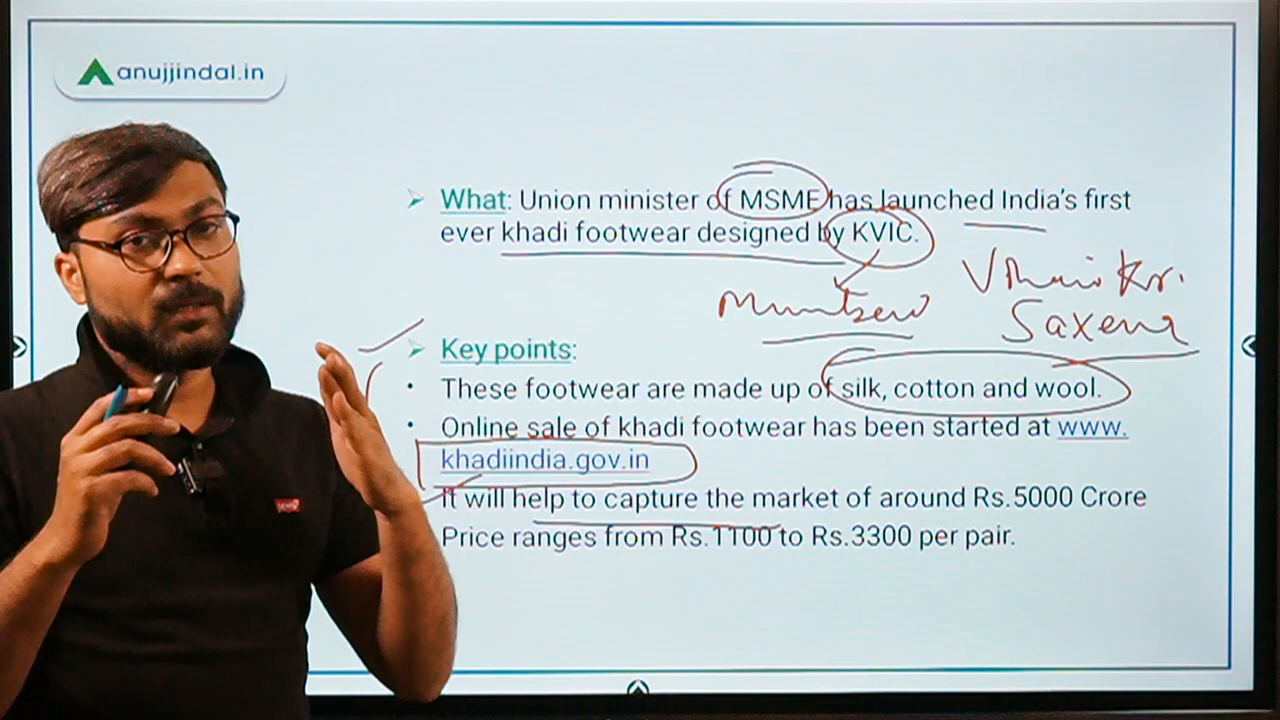 anujjindal.in
What: Union minister of MSME has launched India's first
ever khadi footwear designed by KVIC.
Kr.
Saxena
Key points:
• These footwear are made up of silk, cotton and wool.
• Online sale of khadi footwear has been started at www.
khadiindia.gov.in
It will help to capture the market of around Rs.5000 Crore
Price ranges from Rs.1100 to Rs.3300 per pair.